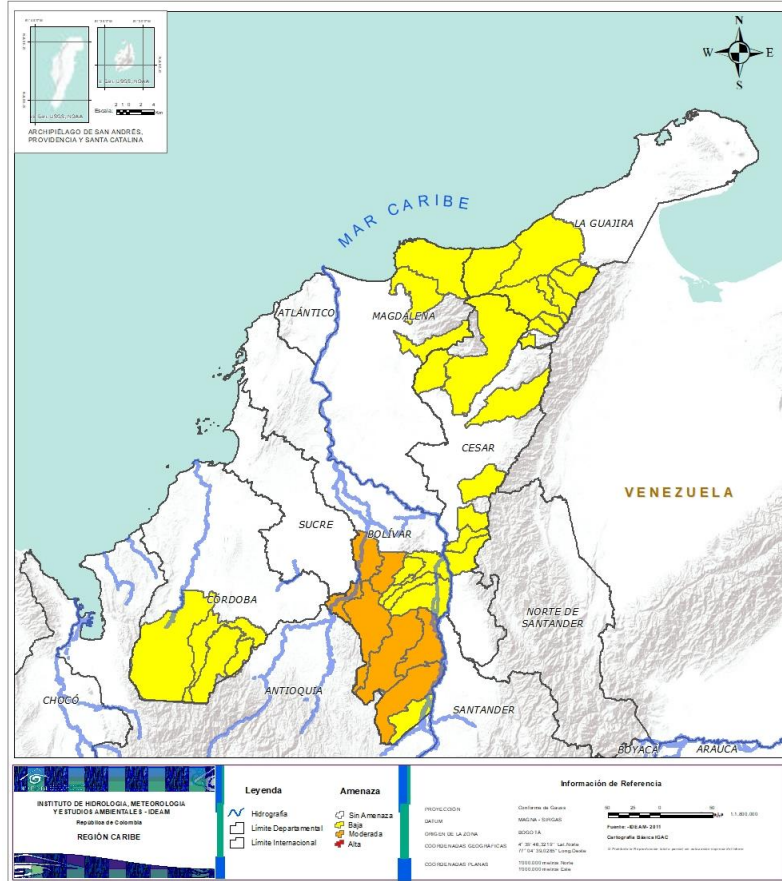 N
W E
S
ARCHIPIÉLAGO DE SAN ANDRÉS,
PROVIDENCIA Y SANTA CATALINA
MAR CARIBE
LA GUAJIRA
ATLÁNTICO
MAGDALENA
CESAR
VENEZUELA
SUCRE
BOLÍVAR
CÓRDOBA
NORTE DE
SANTANDER
ANTIOQUIA
SANTANDER
CHOCÓ
BOYACÁ
ARAUCA
INSTITUTO DE HIDROLOGIA, METEOROLOGIA
Y ESTUDIOS AMBIENTALES - IDEAM
República de Colombia
REGIÓN CARIBE
Leyenda
Hidrografía
Límite Departamental
Límite Internacional
Amenaza
Sin Amenaza
Baja
Moderada
Alta
Información de Referencia
PROYECCIÓN Conforme de Gauss
DATUM MAGNA - SIRGAS
ORIGEN DE LA ZONA BOGOTÁ
COORDENADAS GEOGRÁFICAS
COORDENADAS PLANAS
Fuente: -IDEAM- 2011
Cartografía Básica IGAC